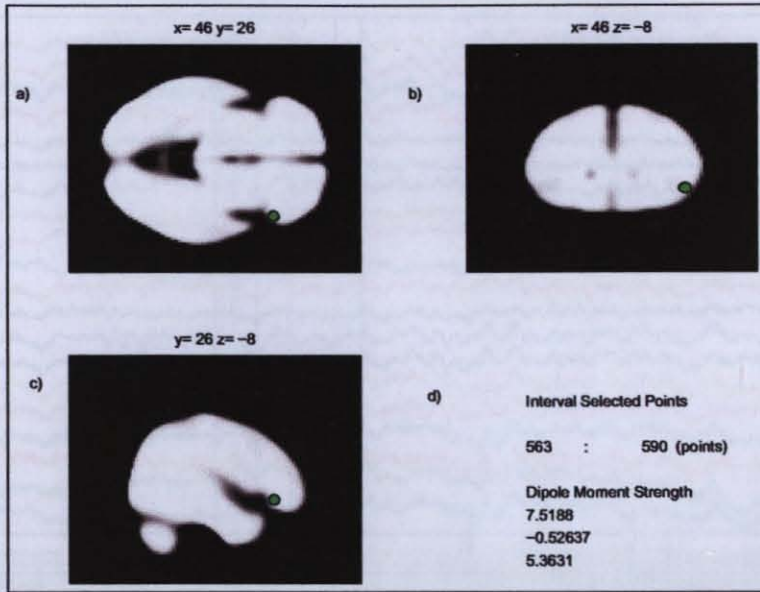 x= 46 y= 26
x= 46 z= −8
a)
b)
y= 26 z= −8
c)
d)
Interval Selected Points
563 : 590 (points)
Dipole Moment Strength
7.5188
−0.52637
5.3631